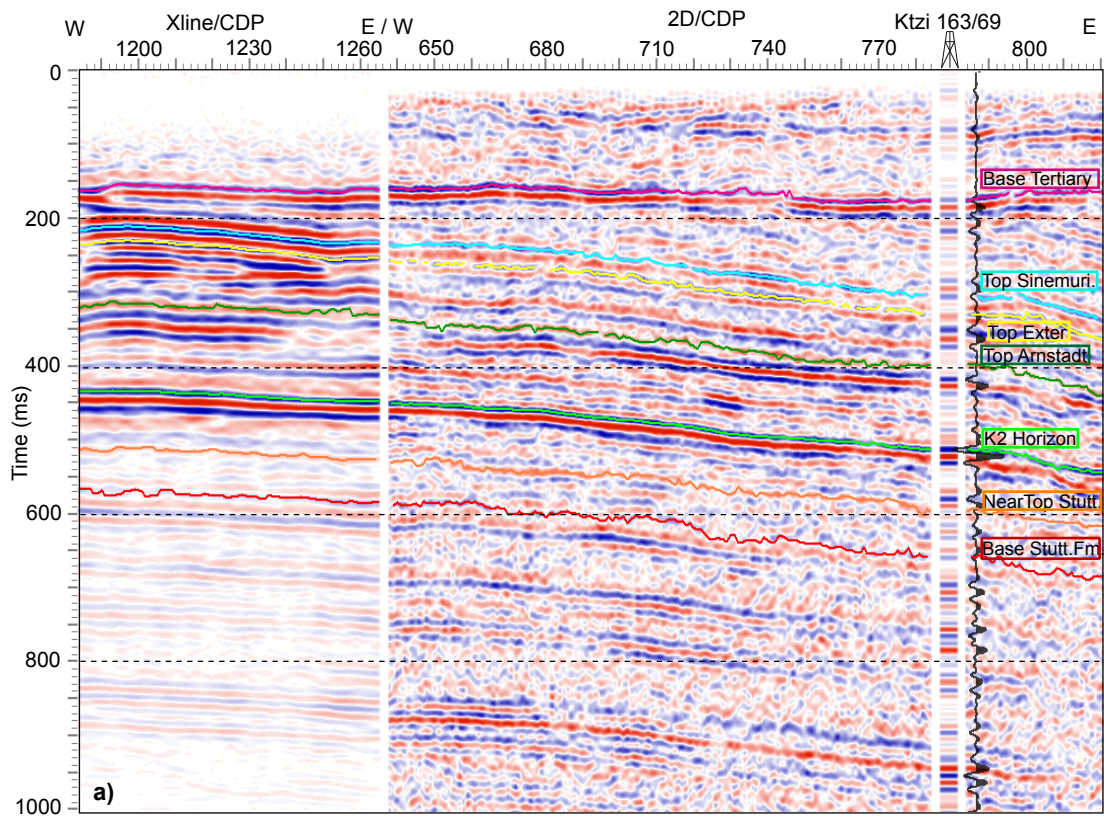 W Xline/CDP E / W 2D/CDP Ktzi 163/69 E
1200 1230 1260 650 680 710 740 770 800
0
Base Tertiary
200
Top Sinemuri.
Top Exter
Top Arnstadt
400
K2 Horizon
NearTop Stutt
600
Base Stutt.Fm
800
1000
Time (ms)
a)